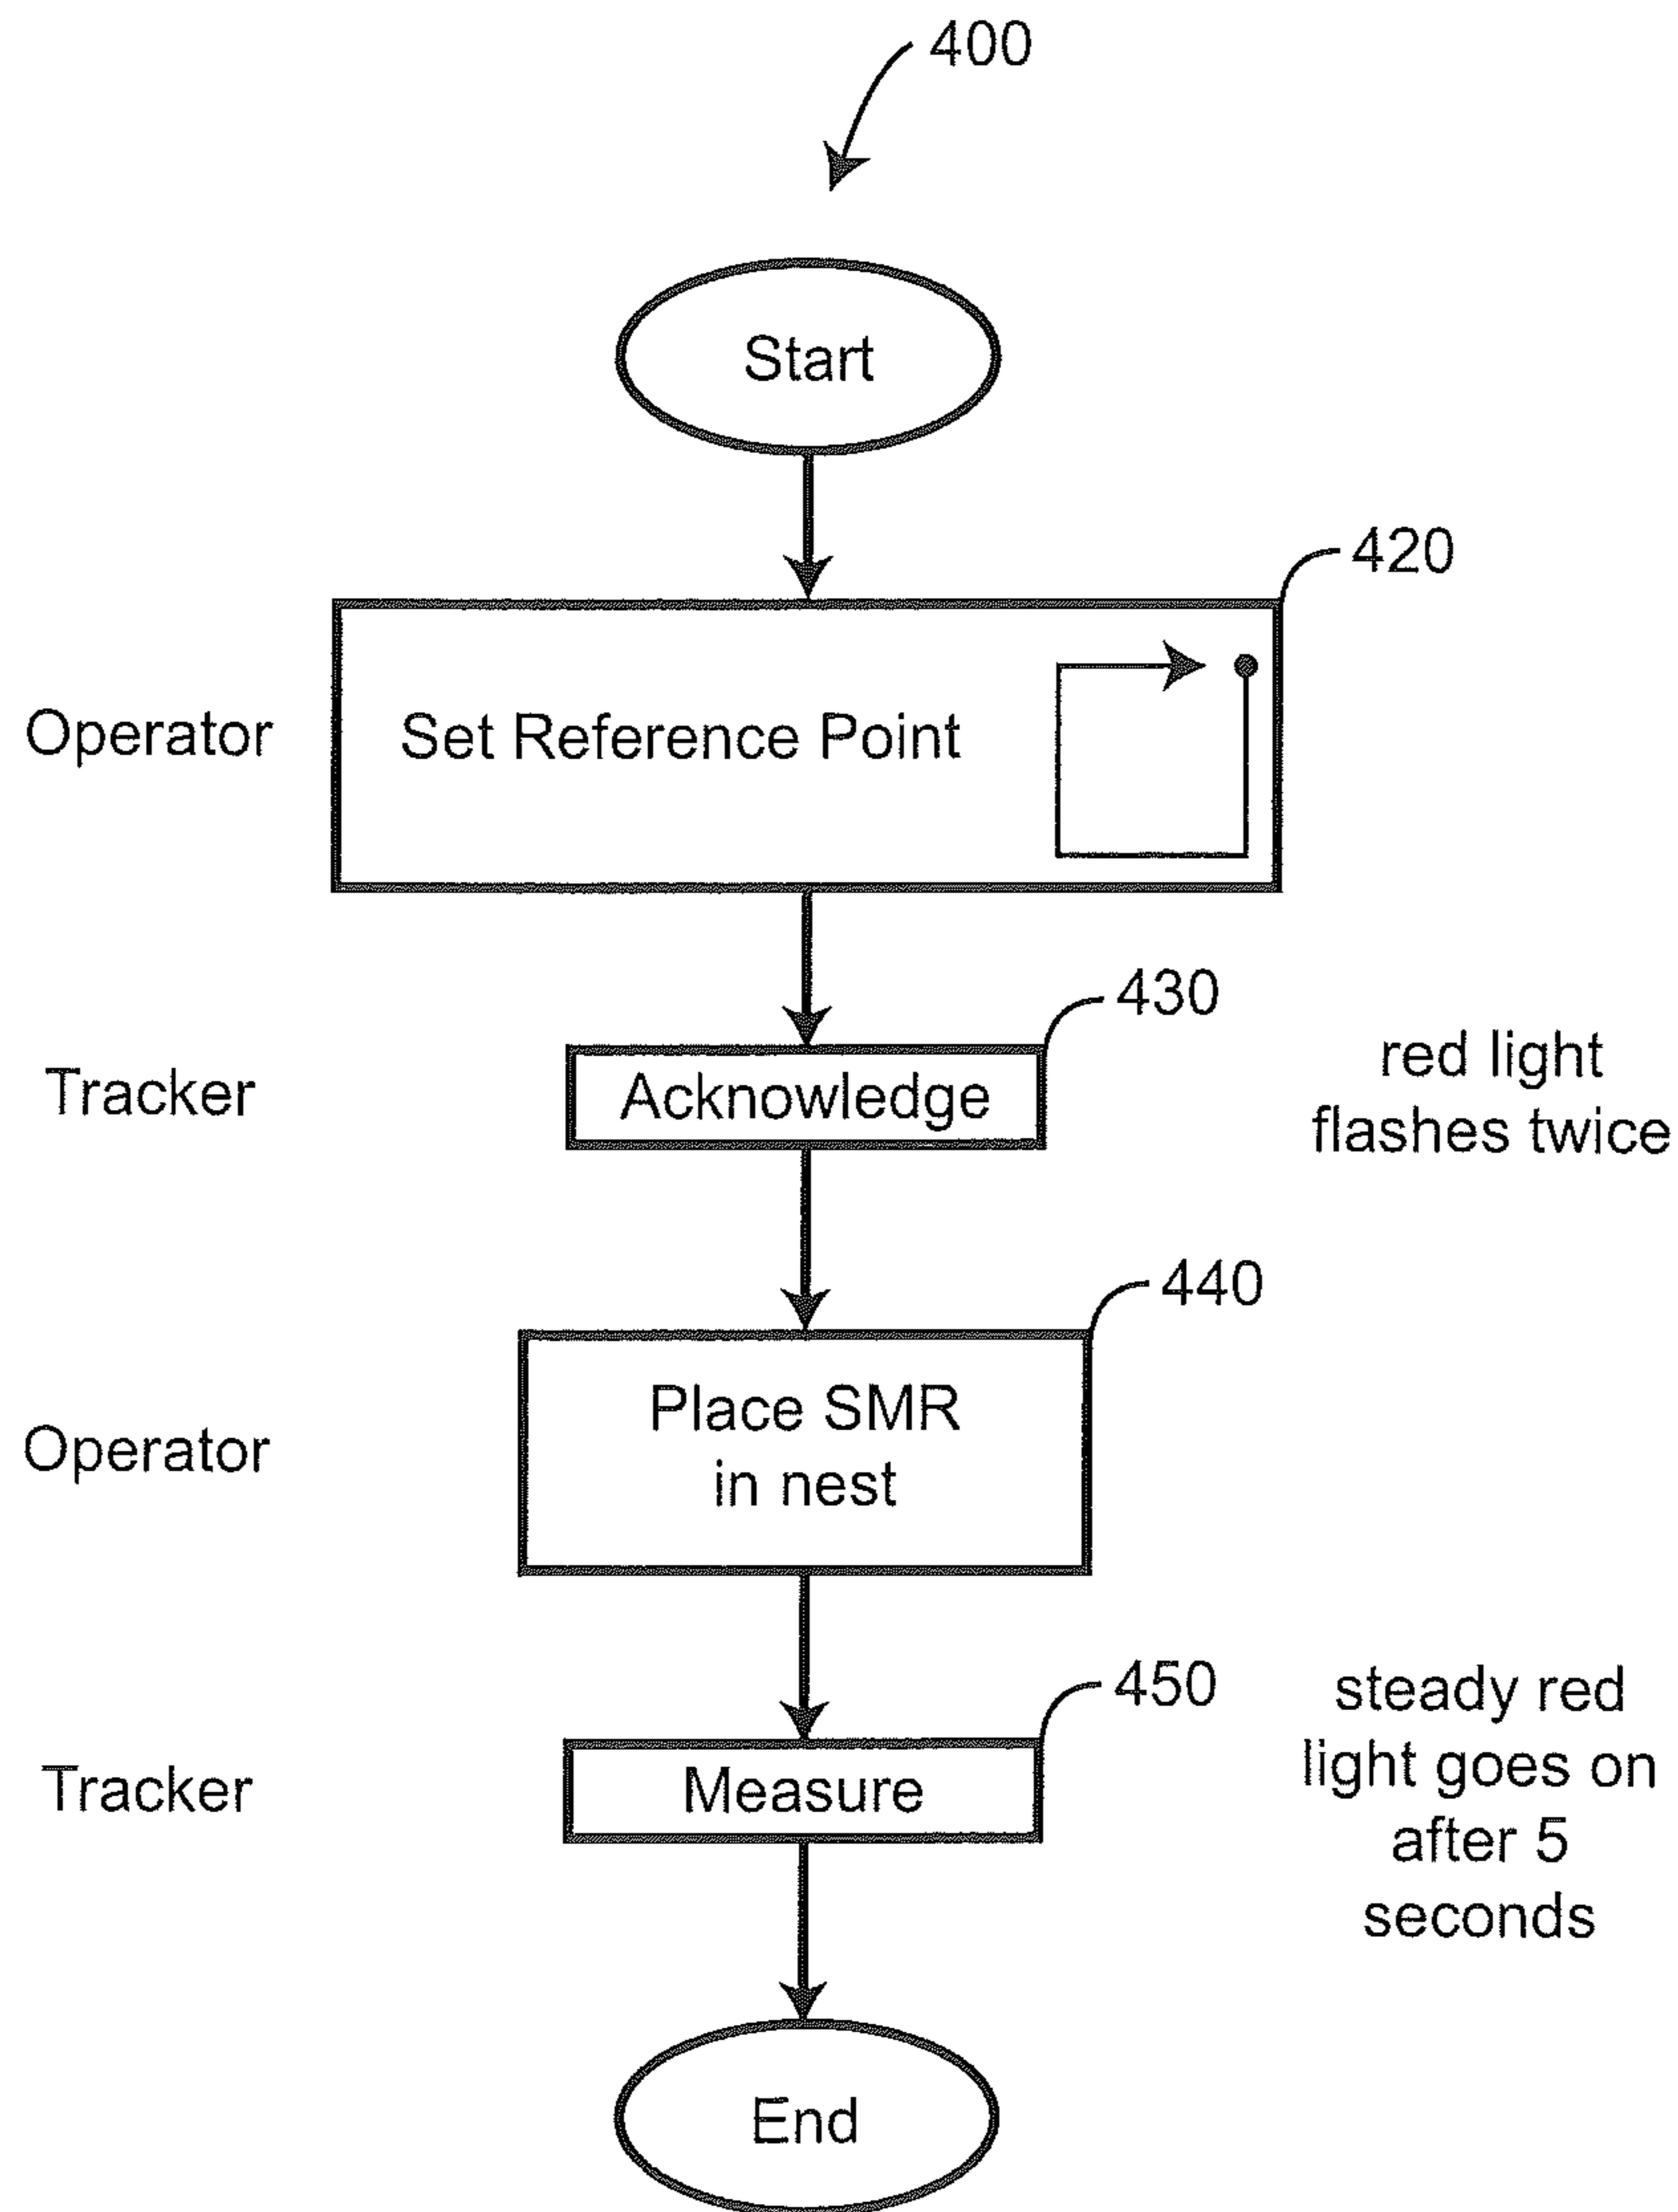 400
Start
420
Operator
Set Reference Point
430
Tracker
Acknowledge
red light
flashes twice
440
Operator
Place SMR
in nest
450
Tracker
Measure
steady red
light goes on
after 5
seconds
End